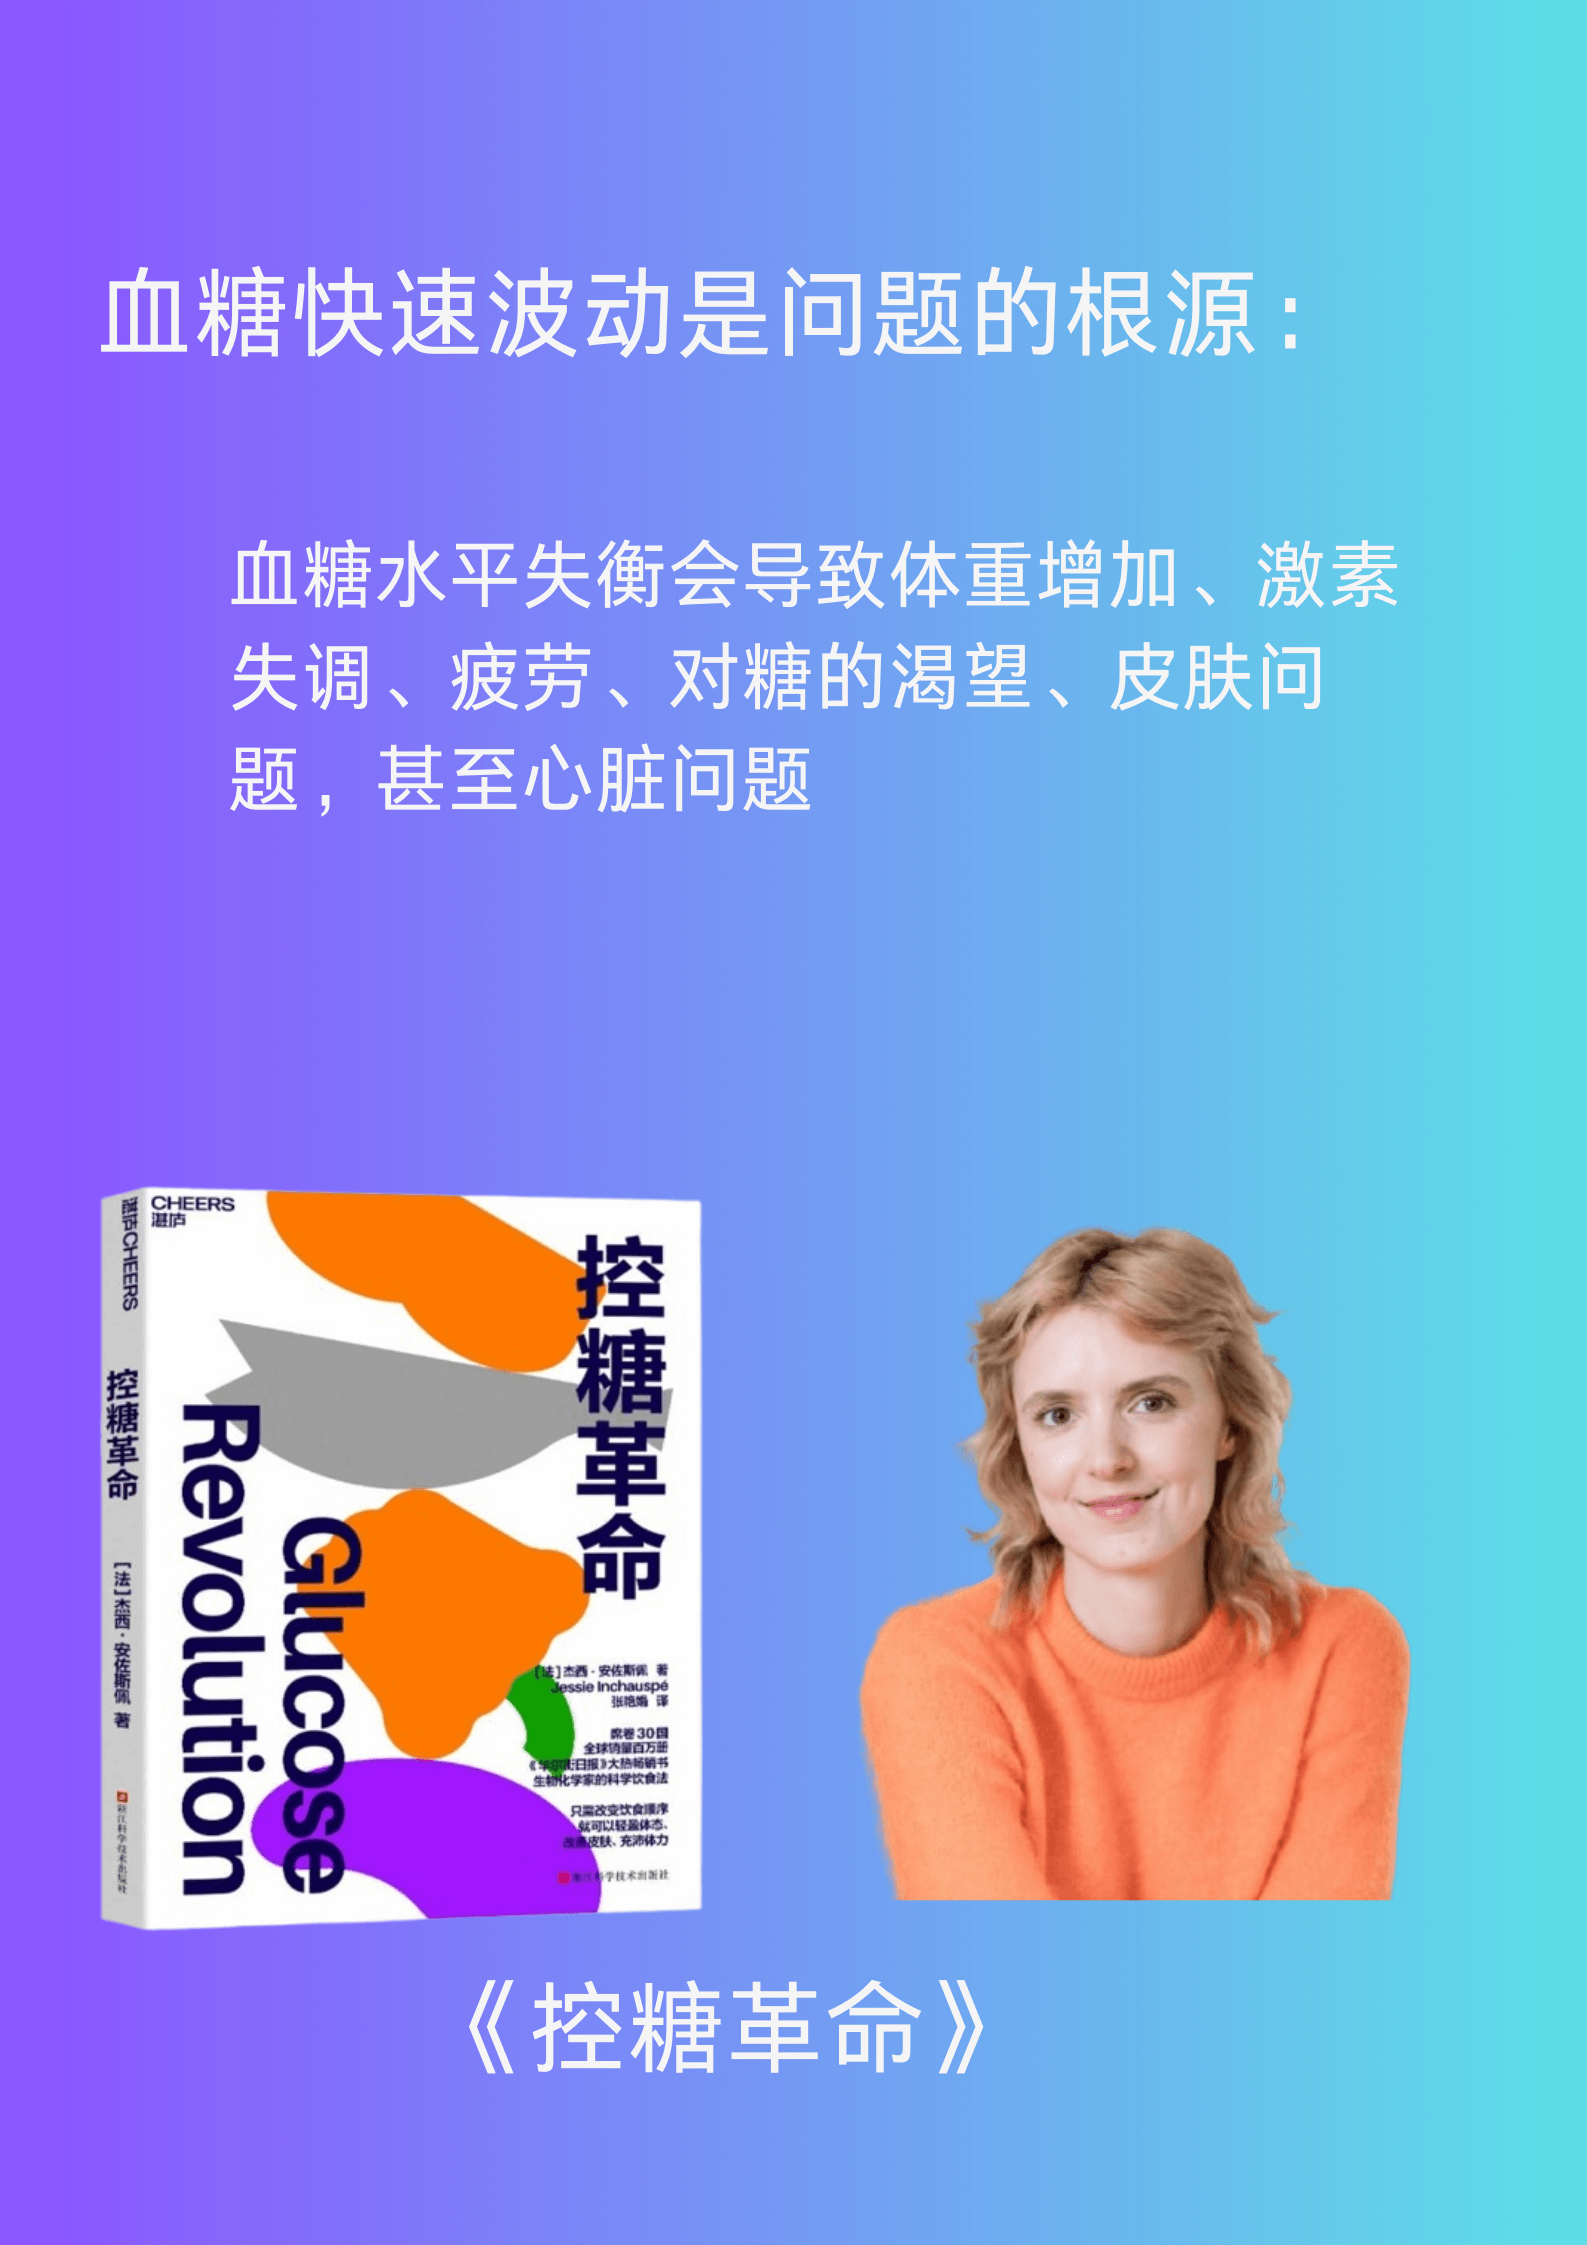 血糖快速波动是问题的根源：
血糖水平失衡会导致体重增加、激素
失调、疲劳、对糖的渴望、皮肤问
题，甚至心脏问题
湛庐CHEERS
控糖革命
[法]杰西·安佐斯佩 著
浙江科学技术出版社
CHEERS
湛庐
控糖革命
Glucose
Revolution
[法]杰西·安佐斯佩 著
Jessie Inchauspé
张艳娟 译
席卷30国
全球销量百万册
《华尔街日报》大热畅销书
生物化学家的科学饮食法
只需改变饮食顺序
就可以轻盈体态、
改善皮肤、充沛体力
浙江科学技术出版社
《控糖革命》